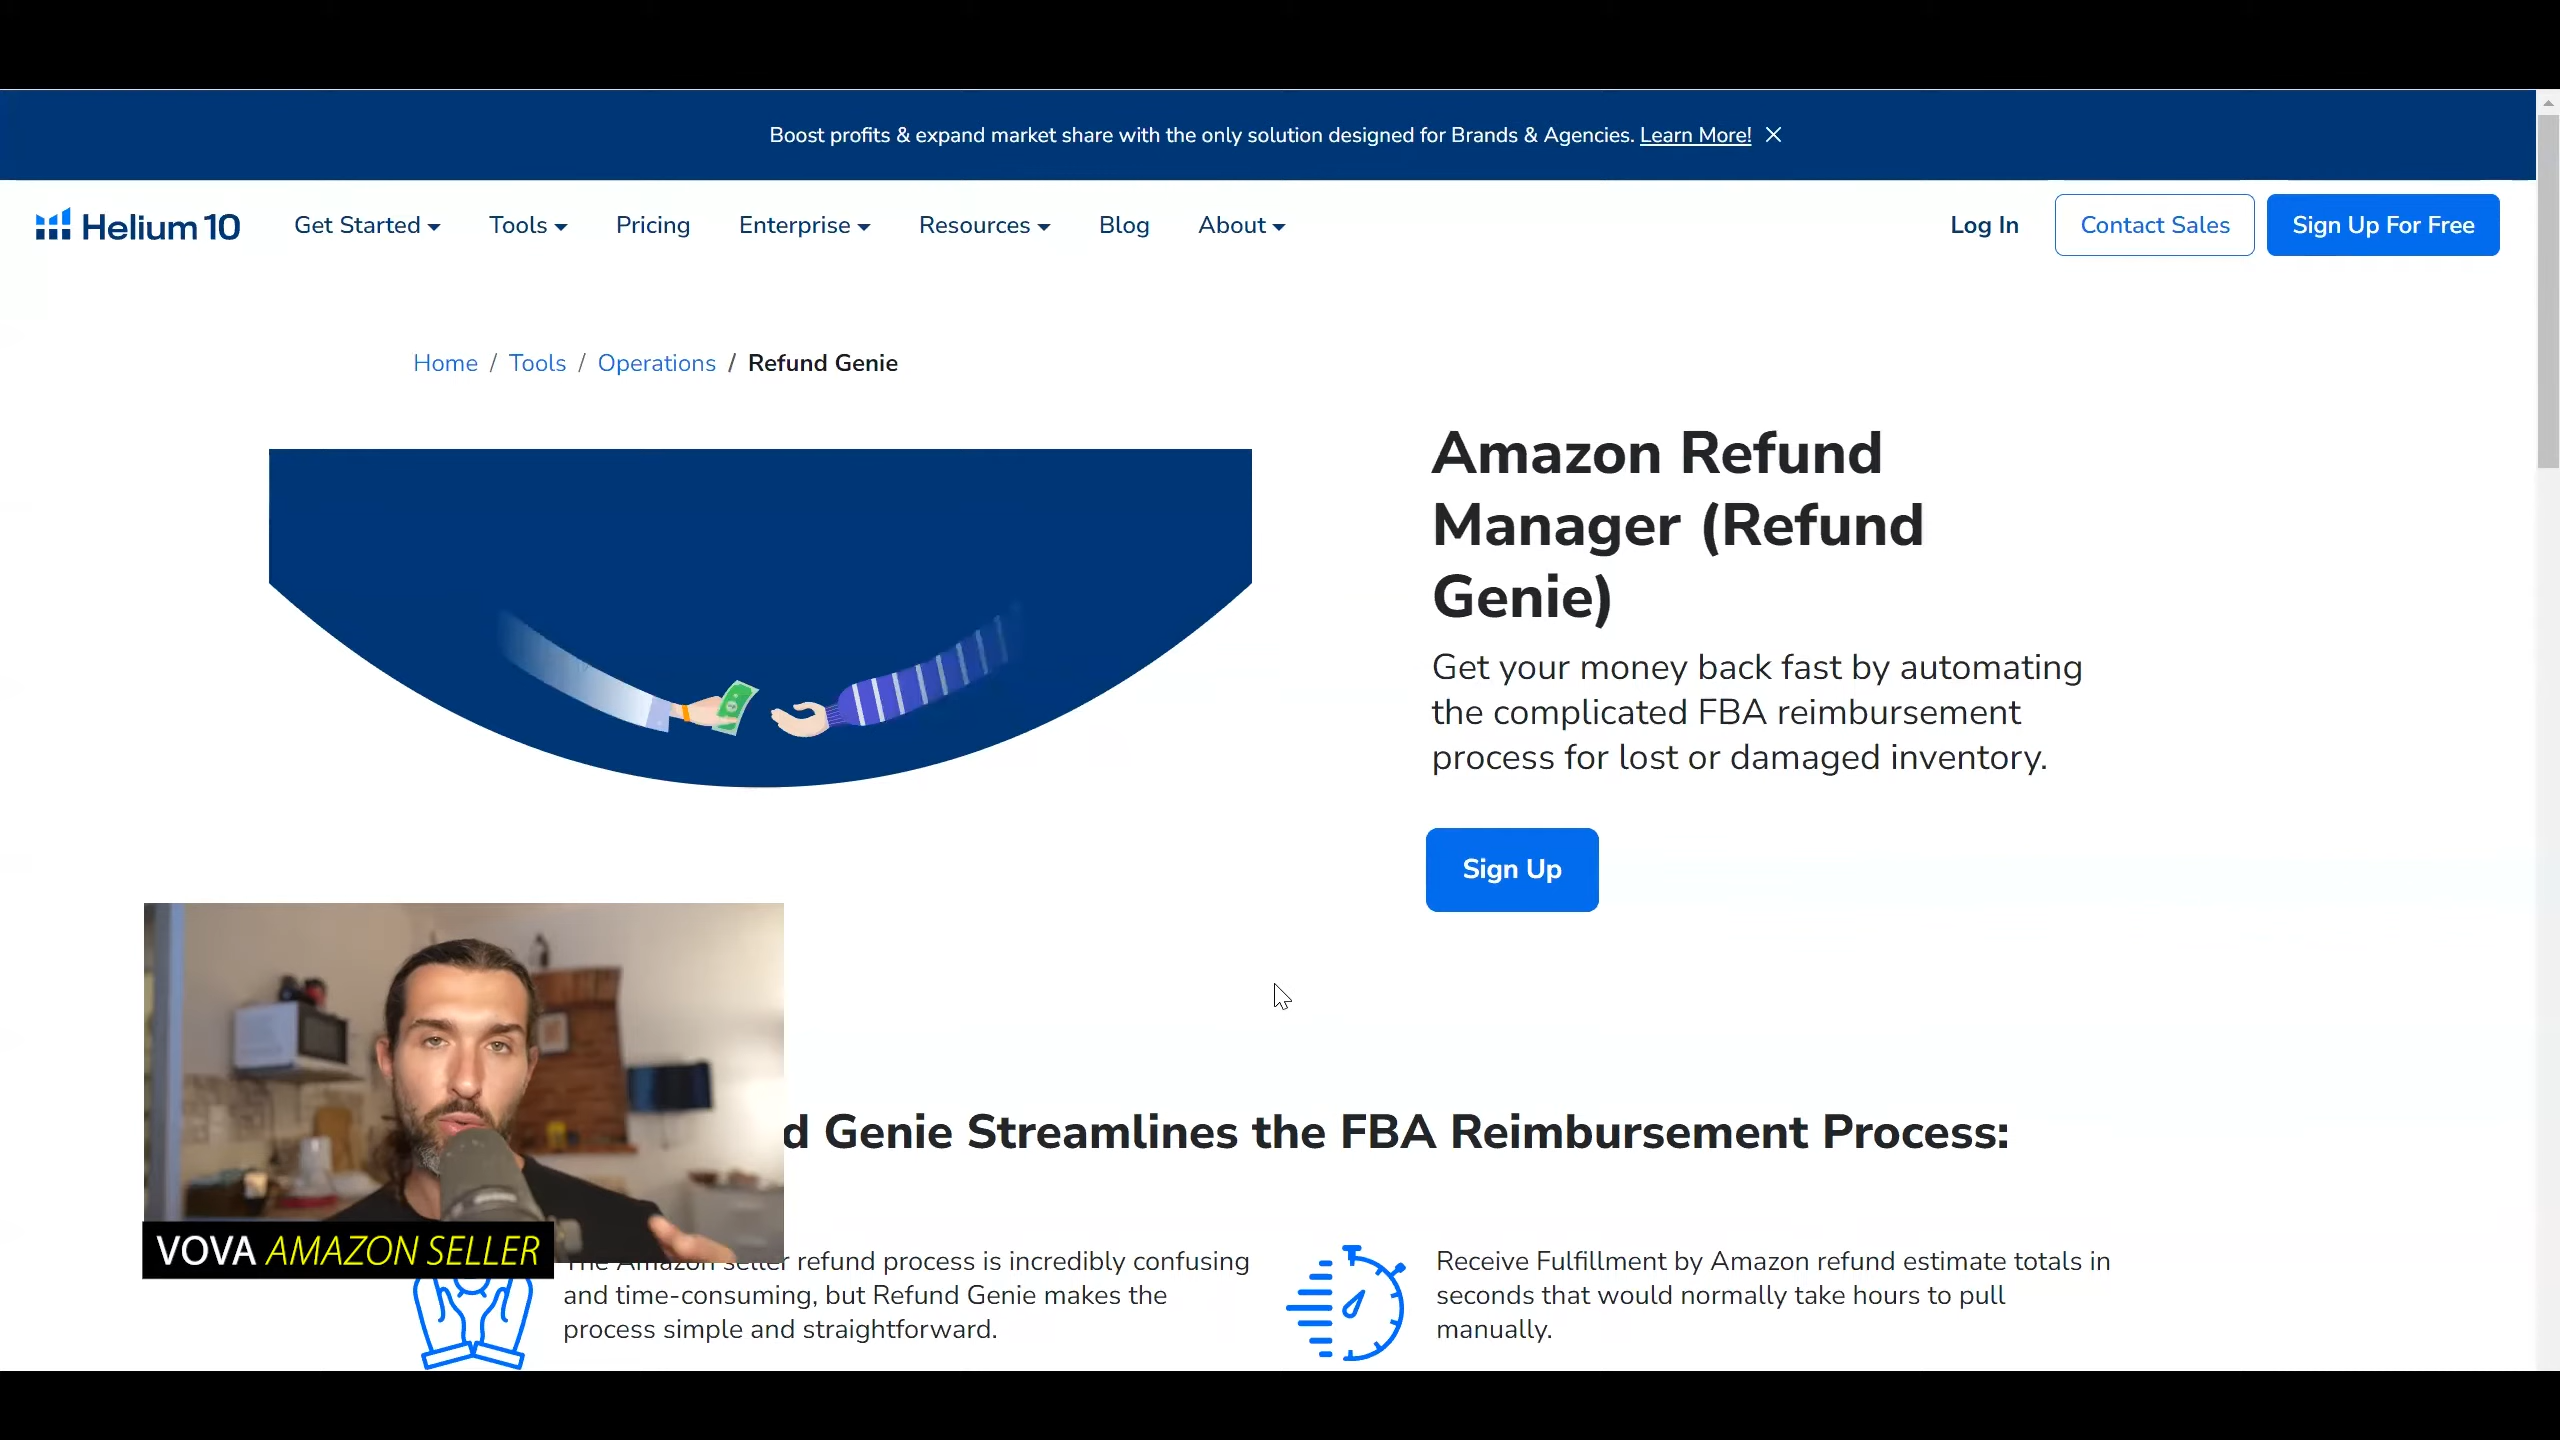 Boost profits & expand market share with the only solution designed for Brands & Agencies. Learn More!
Helium 10
Get Started
Tools
Pricing
Enterprise
Resources
Blog
About
Log In
Contact Sales
Sign Up For Free
Home / Tools / Operations / Refund Genie
Amazon Refund
Manager (Refund
Genie)
Get your money back fast by automating
the complicated FBA reimbursement
process for lost or damaged inventory.
Sign Up
d Genie Streamlines the FBA Reimbursement Process:
VOVA AMAZON SELLER
The Amazon seller refund process is incredibly confusing
and time-consuming, but Refund Genie makes the
process simple and straightforward.
Receive Fulfillment by Amazon refund estimate totals in
seconds that would normally take hours to pull
manually.